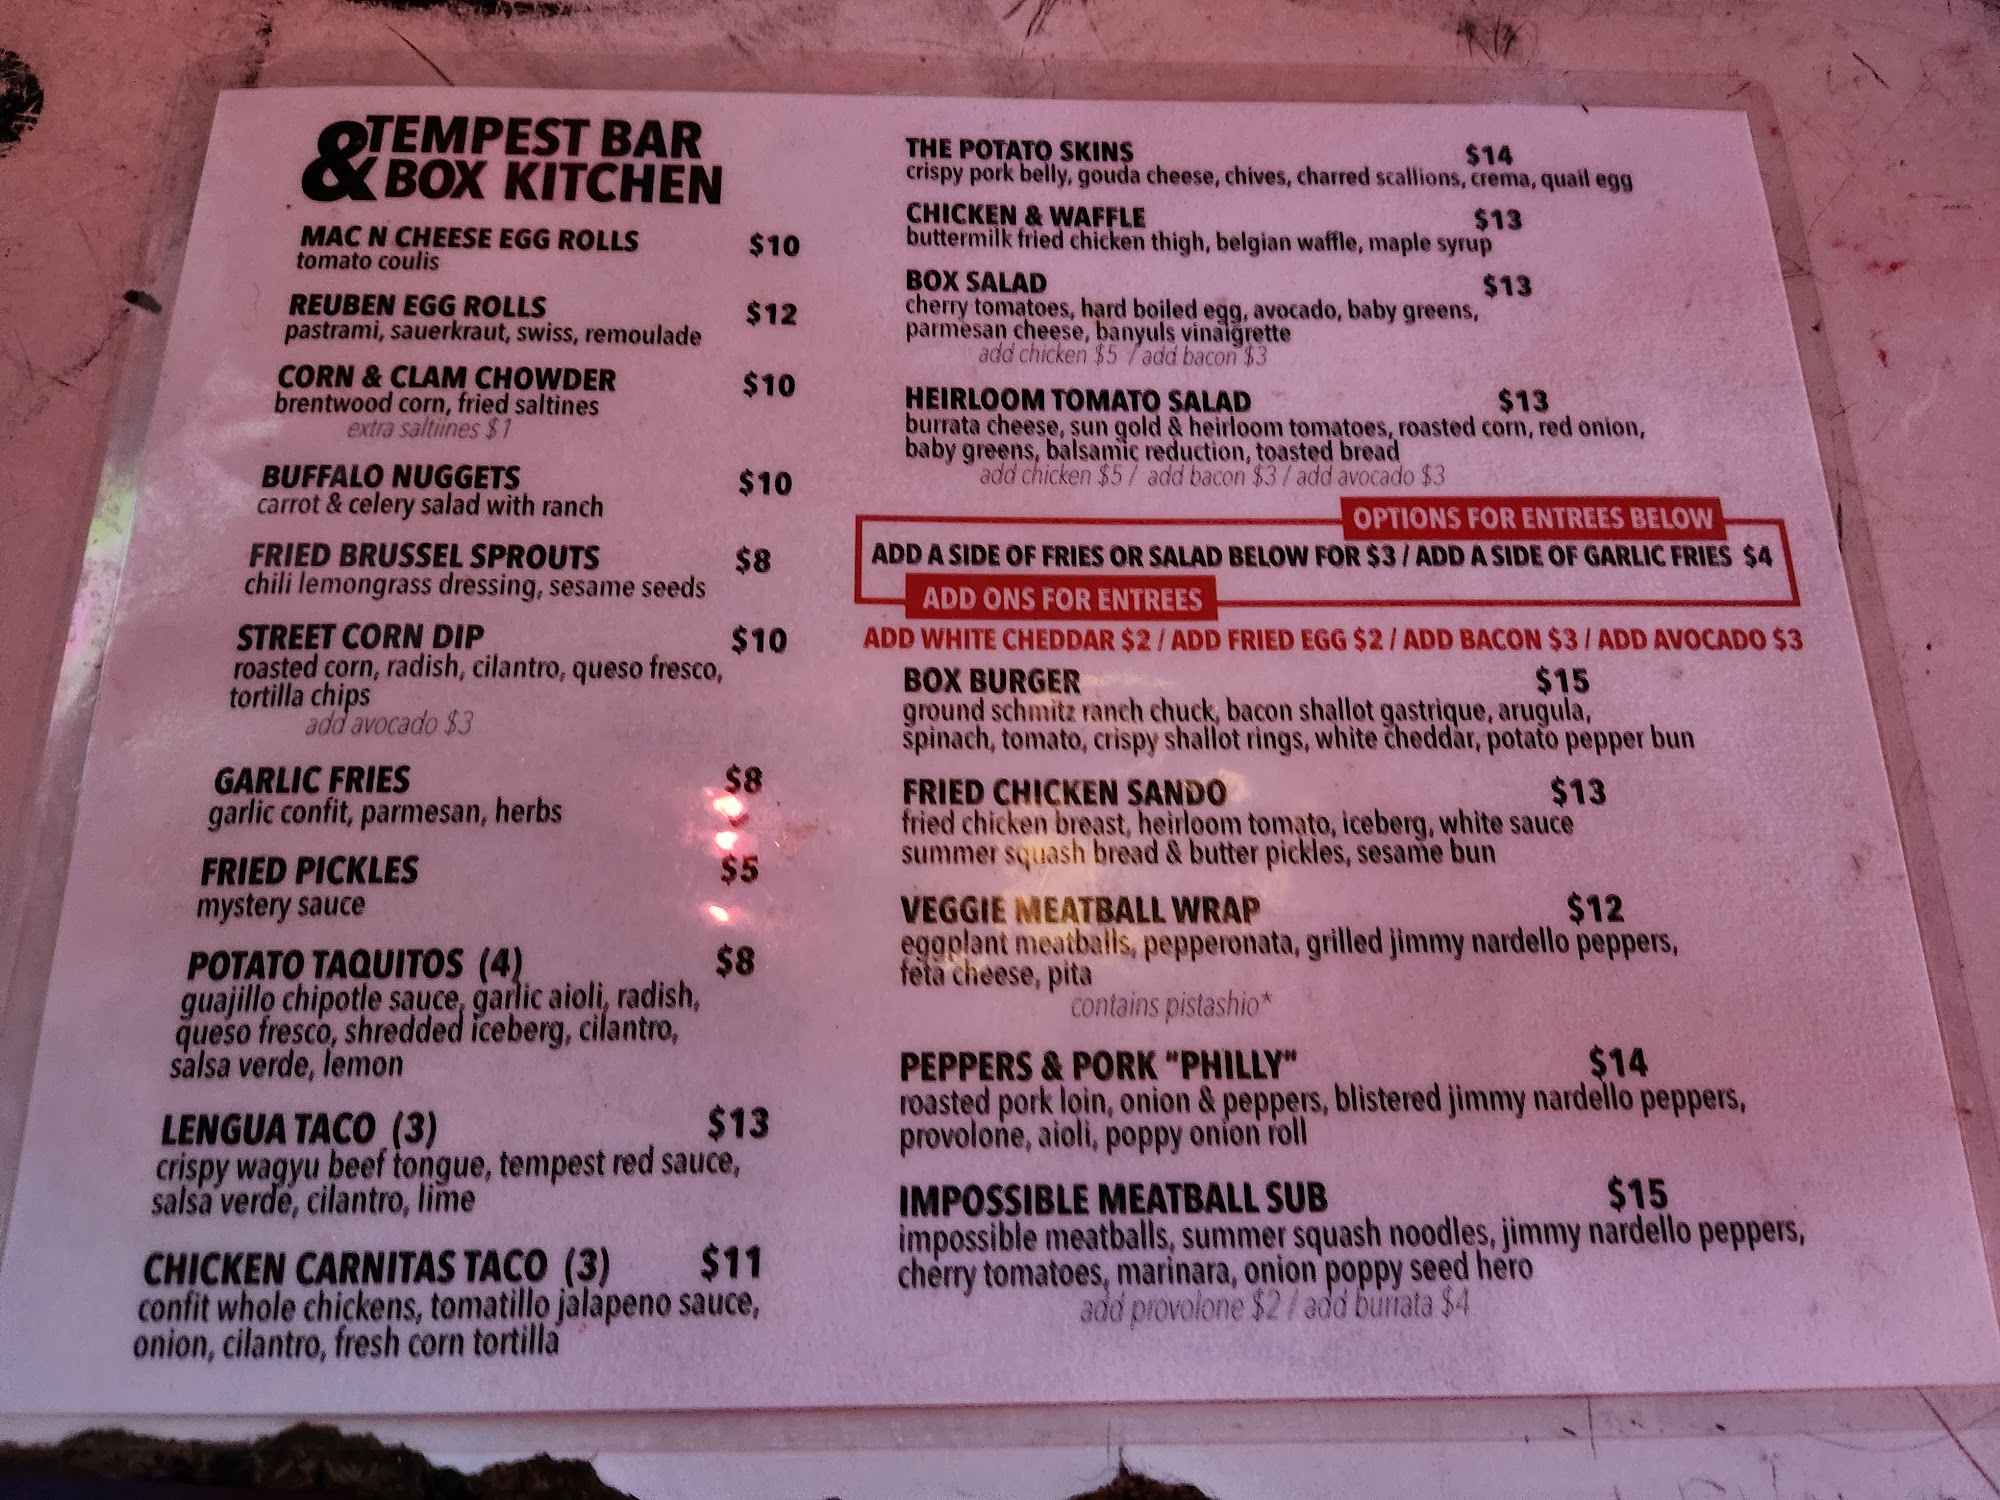 & TEMPEST BAR
BOX KITCHEN
MAC N CHEESE EGG ROLLS $10
tomato coulis
REUBEN EGG ROLLS $12
pastrami, sauerkraut, swiss, remoulade
CORN & CLAM CHOWDER $10
brentwood corn, fried saltines
extra saltiines $1
BUFFALO NUGGETS $10
carrot & celery salad with ranch
FRIED BRUSSEL SPROUTS $8
chili lemongrass dressing, sesame seeds
STREET CORN DIP $10
roasted corn, radish, cilantro, queso fresco,
tortilla chips
add avocado $3
GARLIC FRIES $8
garlic confit, parmesan, herbs
FRIED PICKLES $5
mystery sauce
POTATO TAQUITOS (4) $8
guajillo chipotle sauce, garlic aioli, radish,
queso fresco, shredded iceberg, cilantro,
salsa verde, lemon
LENGUA TACO (3) $13
crispy wagyu beef tongue, tempest red sauce,
salsa verde, cilantro, lime
CHICKEN CARNITAS TACO (3) $11
confit whole chickens, tomatillo jalapeno sauce,
onion, cilantro, fresh corn tortilla
THE POTATO SKINS $14
crispy pork belly, gouda cheese, chives, charred scallions, crema, quail egg
CHICKEN & WAFFLE $13
buttermilk fried chicken thigh, belgian waffle, maple syrup
BOX SALAD $13
cherry tomatoes, hard boiled egg, avocado, baby greens,
parmesan cheese, banyuls vinaigrette
add chicken $5 / add bacon $3
HEIRLOOM TOMATO SALAD $13
burrata cheese, sun gold & heirloom tomatoes, roasted corn, red onion,
baby greens, balsamic reduction, toasted bread
add chicken $5 / add bacon $3 / add avocado $3
OPTIONS FOR ENTREES BELOW
ADD A SIDE OF FRIES OR SALAD BELOW FOR $3 / ADD A SIDE OF GARLIC FRIES $4
ADD ONS FOR ENTREES
ADD WHITE CHEDDAR $2 / ADD FRIED EGG $2 / ADD BACON $3 / ADD AVOCADO $3
BOX BURGER $15
ground schmitz ranch chuck, bacon shallot gastrique, arugula,
spinach, tomato, crispy shallot rings, white cheddar, potato pepper bun
FRIED CHICKEN SANDO $13
fried chicken breast, heirloom tomato, iceberg, white sauce
summer squash bread & butter pickles, sesame bun
VEGGIE MEATBALL WRAP $12
eggplant meatballs, pepperonata, grilled jimmy nardello peppers,
feta cheese, pita
contains pistashio*
PEPPERS & PORK "PHILLY" $14
roasted pork loin, onion & peppers, blistered jimmy nardello peppers,
provolone, aioli, poppy onion roll
IMPOSSIBLE MEATBALL SUB $15
impossible meatballs, summer squash noodles, jimmy nardello peppers,
cherry tomatoes, marinara, onion poppy seed hero
add provolone $2 / add burrata $4